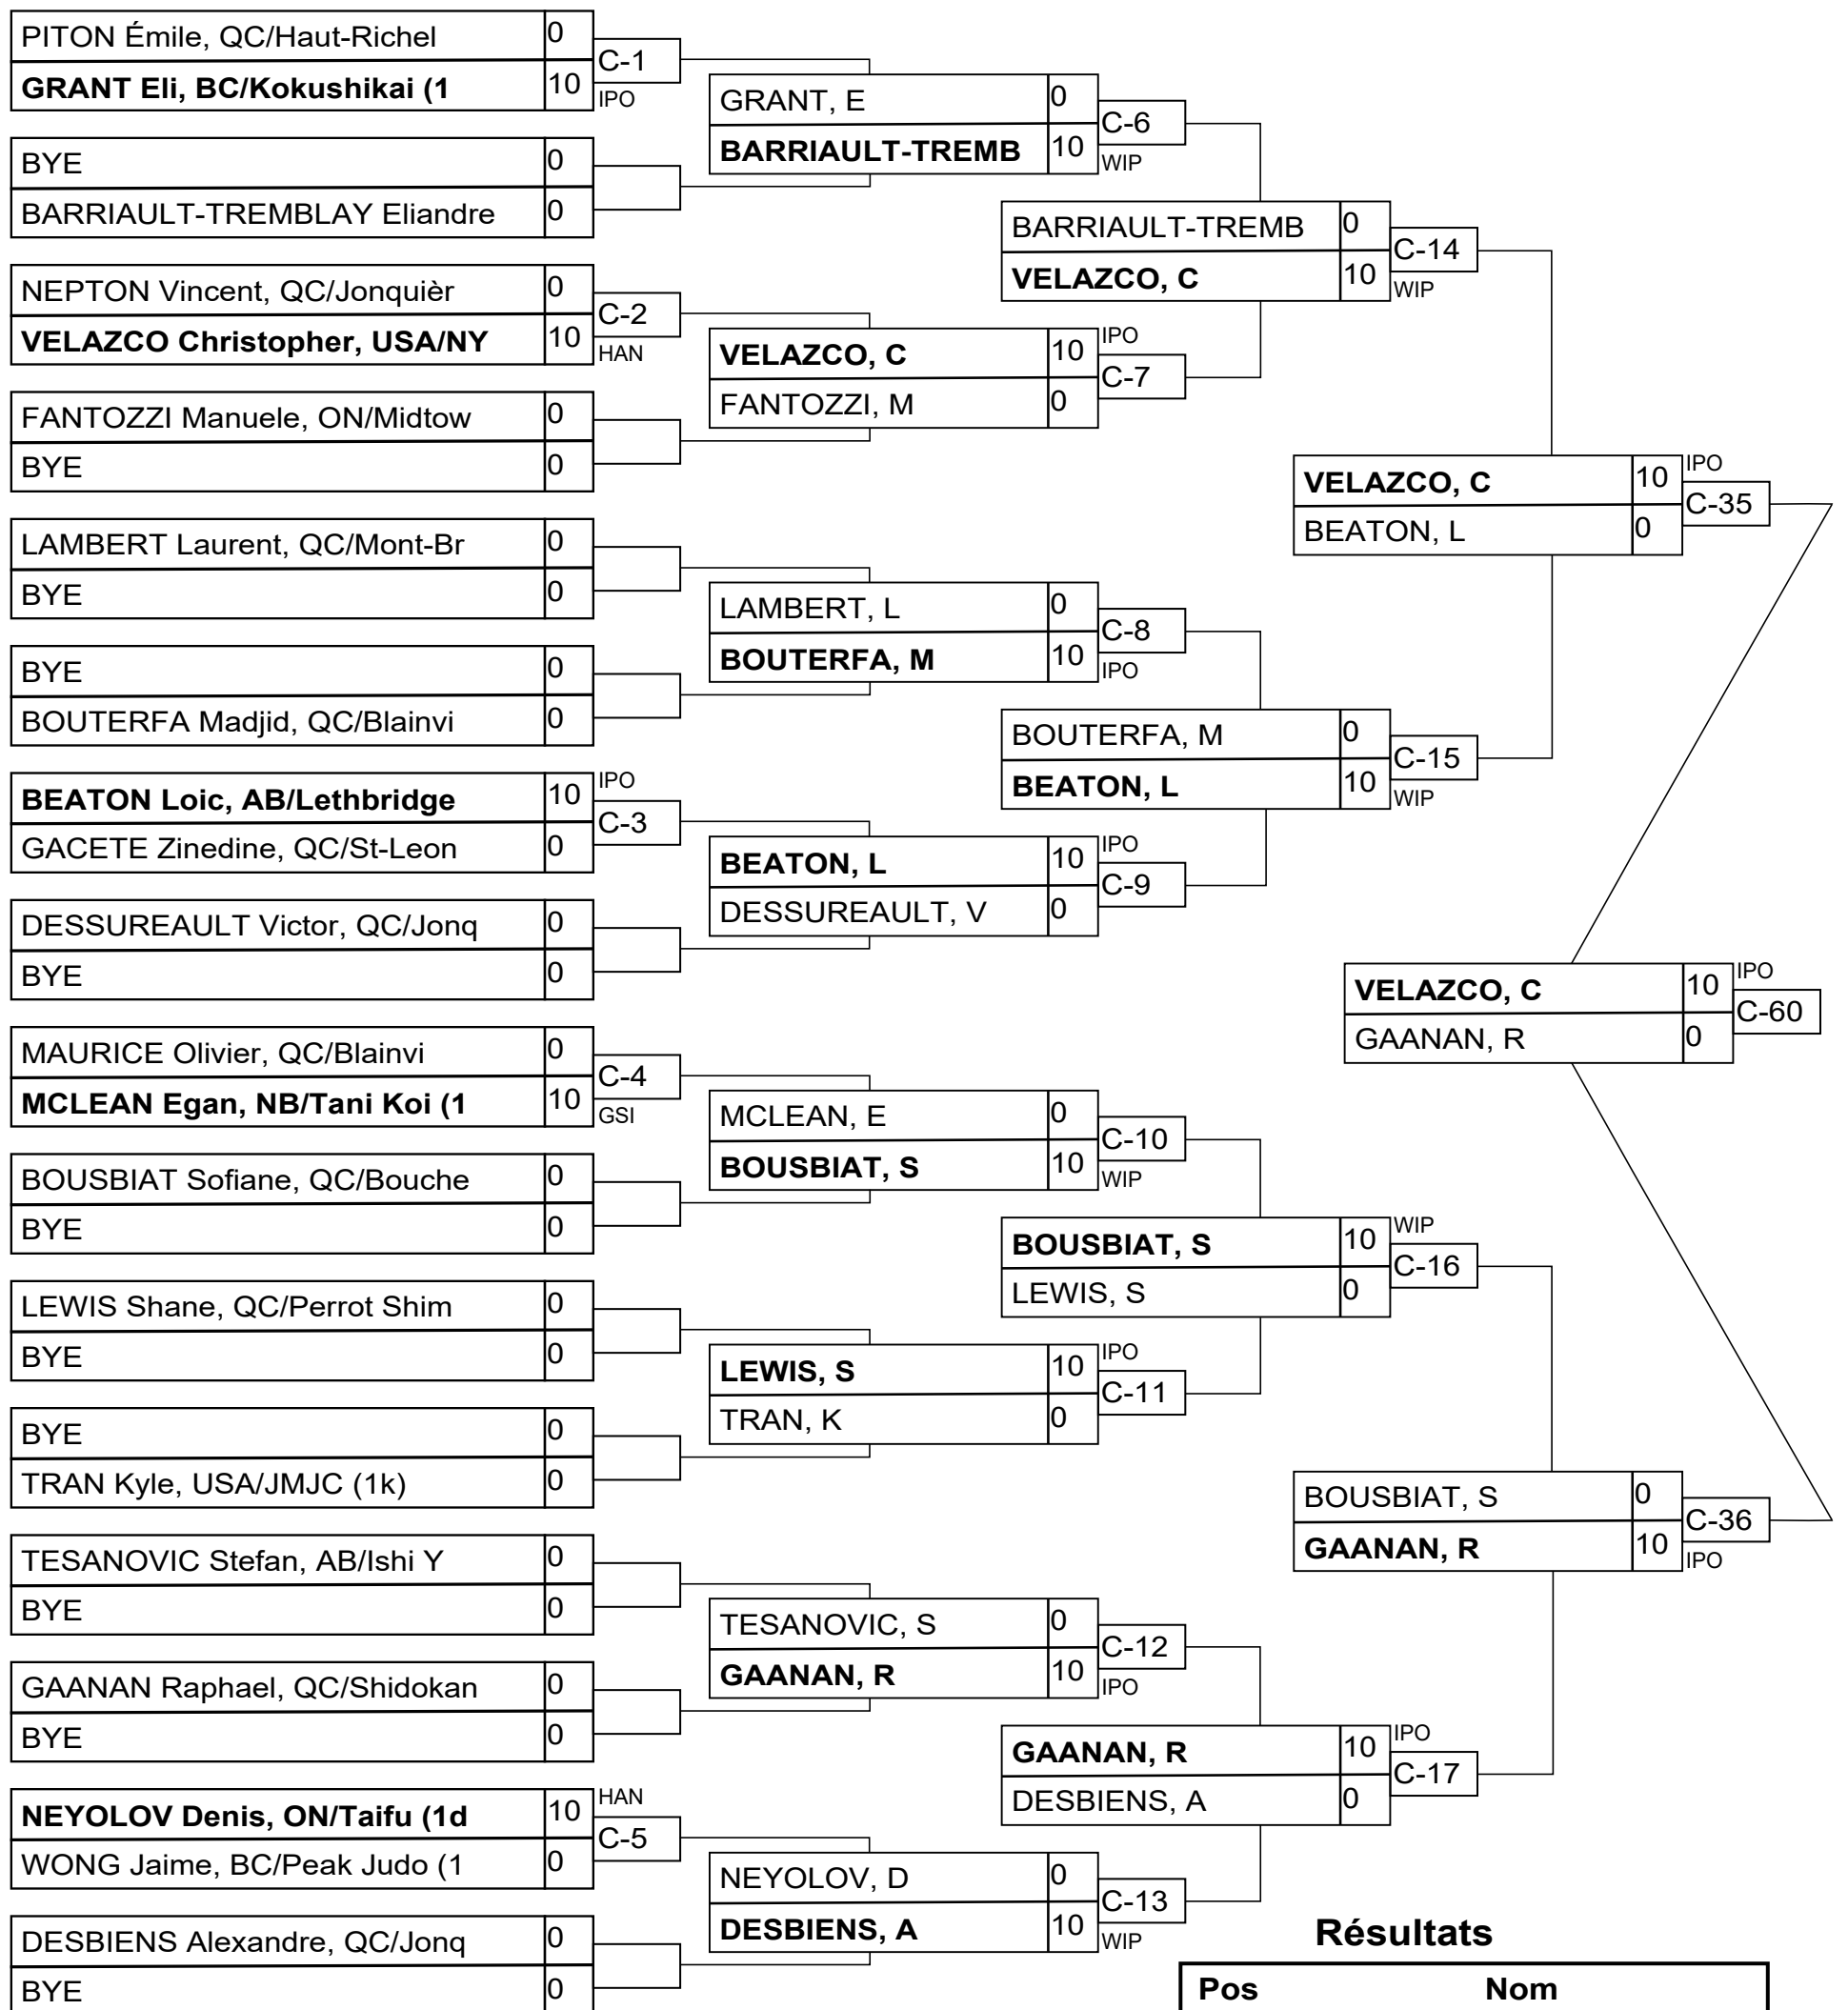 PITON Émile, QC/Haut-Richel 0
GRANT Eli, BC/Kokushikai (1 10
C-1
IPO
BYE 0
BARRIAULT-TREMBLAY Eliandre 0
NEPTON Vincent, QC/Jonquièr 0
VELAZCO Christopher, USA/NY 10
C-2
HAN
FANTOZZI Manuele, ON/Midtow 0
BYE 0
LAMBERT Laurent, QC/Mont-Br 0
BYE 0
BYE 0
BOUTERFA Madjid, QC/Blainvi 0
BEATON Loic, AB/Lethbridge 10
GACETE Zinedine, QC/St-Leon 0
IPO
C-3
DESSUREAULT Victor, QC/Jonq 0
BYE 0
MAURICE Olivier, QC/Blainvi 0
MCLEAN Egan, NB/Tani Koi (1 10
C-4
GSI
BOUSBIAT Sofiane, QC/Bouche 0
BYE 0
LEWIS Shane, QC/Perrot Shim 0
BYE 0
BYE 0
TRAN Kyle, USA/JMJC (1k) 0
TESANOVIC Stefan, AB/Ishi Y 0
BYE 0
GAANAN Raphael, QC/Shidokan 0
BYE 0
NEYOLOV Denis, ON/Taifu (1d 10
WONG Jaime, BC/Peak Judo (1 0
HAN
C-5
DESBIENS Alexandre, QC/Jonq 0
BYE 0
GRANT, E 0
BARRIAULT-TREMB 10
C-6
WIP
VELAZCO, C 10
FANTOZZI, M 0
IPO
C-7
LAMBERT, L 0
BOUTERFA, M 10
C-8
IPO
BEATON, L 10
DESSUREAULT, V 0
IPO
C-9
MCLEAN, E 0
BOUSBIAT, S 10
C-10
WIP
LEWIS, S 10
TRAN, K 0
IPO
C-11
TESANOVIC, S 0
GAANAN, R 10
C-12
IPO
NEYOLOV, D 0
DESBIENS, A 10
C-13
WIP
BARRIAULT-TREMB 0
VELAZCO, C 10
C-14
WIP
BOUTERFA, M 0
BEATON, L 10
C-15
WIP
BOUSBIAT, S 10
LEWIS, S 0
WIP
C-16
GAANAN, R 10
DESBIENS, A 0
IPO
C-17
VELAZCO, C 10
BEATON, L 0
IPO
C-35
BOUSBIAT, S 0
GAANAN, R 10
C-36
IPO
VELAZCO, C 10
GAANAN, R 0
IPO
C-60
Résultats
Pos Nom